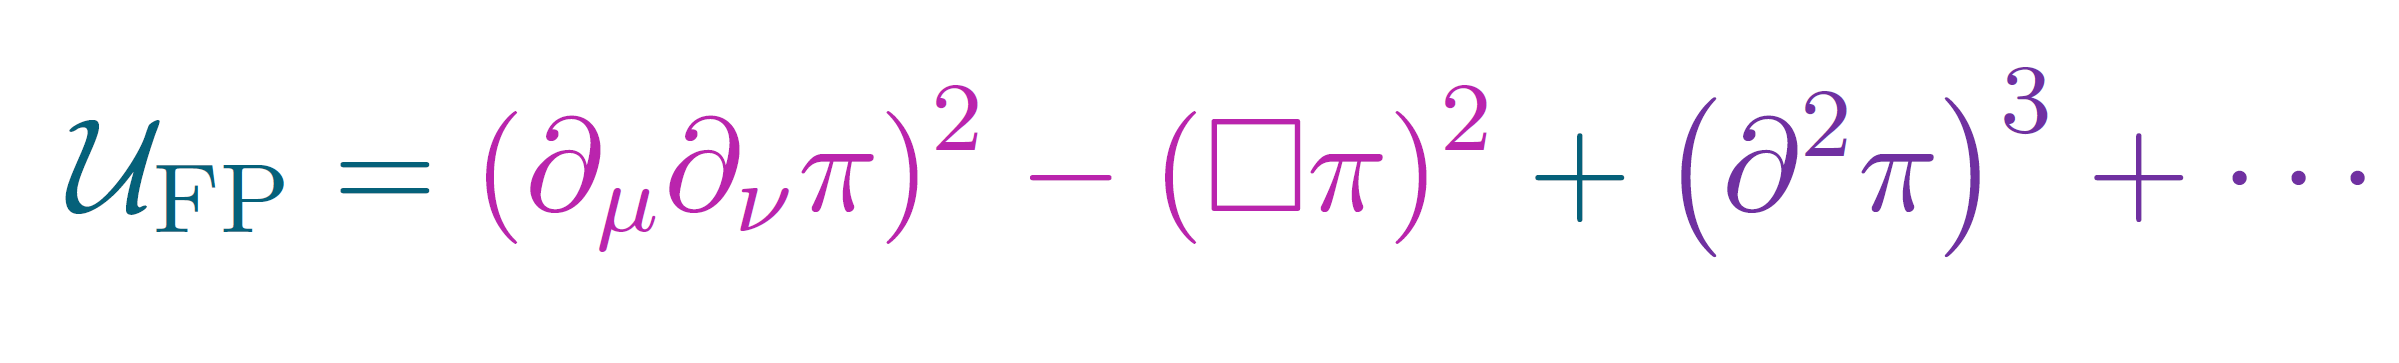 𝒰_FP = (∂_μ∂_νπ)² − (□π)² + (∂²π)³ + ⋯